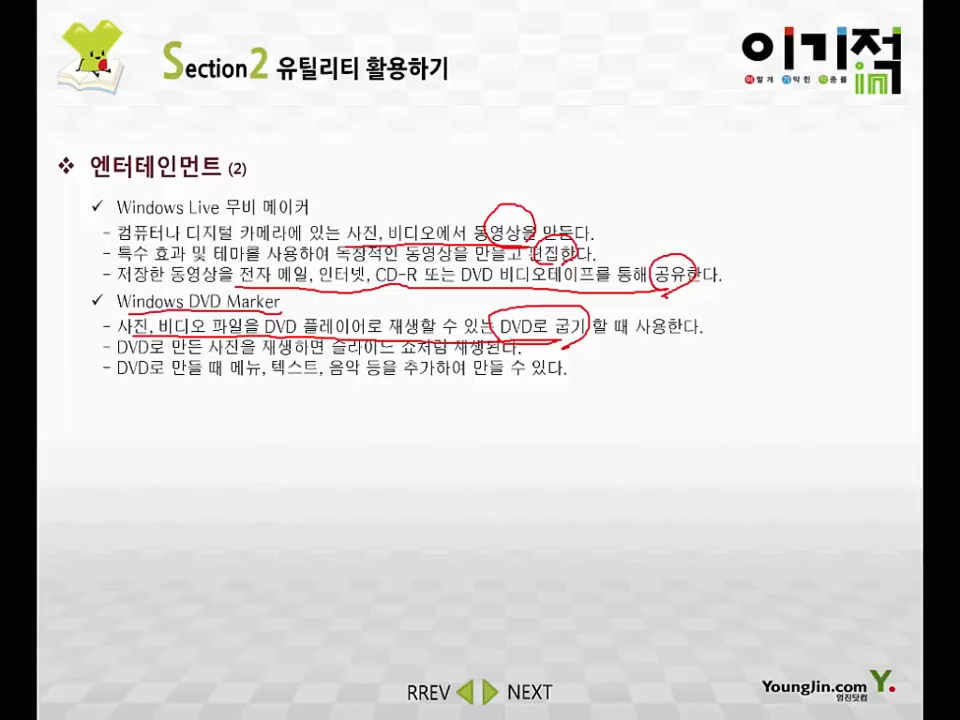 Section2 유틸리티 활용하기
이기적 in
이렇게 기막힌 적중률
❖ 엔터테인먼트 (2)
✓ Windows Live 무비 메이커
- 컴퓨터나 디지털 카메라에 있는 사진, 비디오에서 동영상을 만든다.
- 특수 효과 및 테마를 사용하여 독창적인 동영상을 만들고 편집한다.
- 저장한 동영상을 전자 메일, 인터넷, CD-R 또는 DVD 비디오테이프를 통해 공유한다.
✓ Windows DVD Marker
- 사진, 비디오 파일을 DVD 플레이어로 재생할 수 있는 DVD로 굽기 할 때 사용한다.
- DVD로 만든 사진을 재생하면 슬라이드 쇼처럼 재생된다.
- DVD로 만들 때 메뉴, 텍스트, 음악 등을 추가하여 만들 수 있다.
RREV NEXT
YoungJin.com Y.
영진닷컴